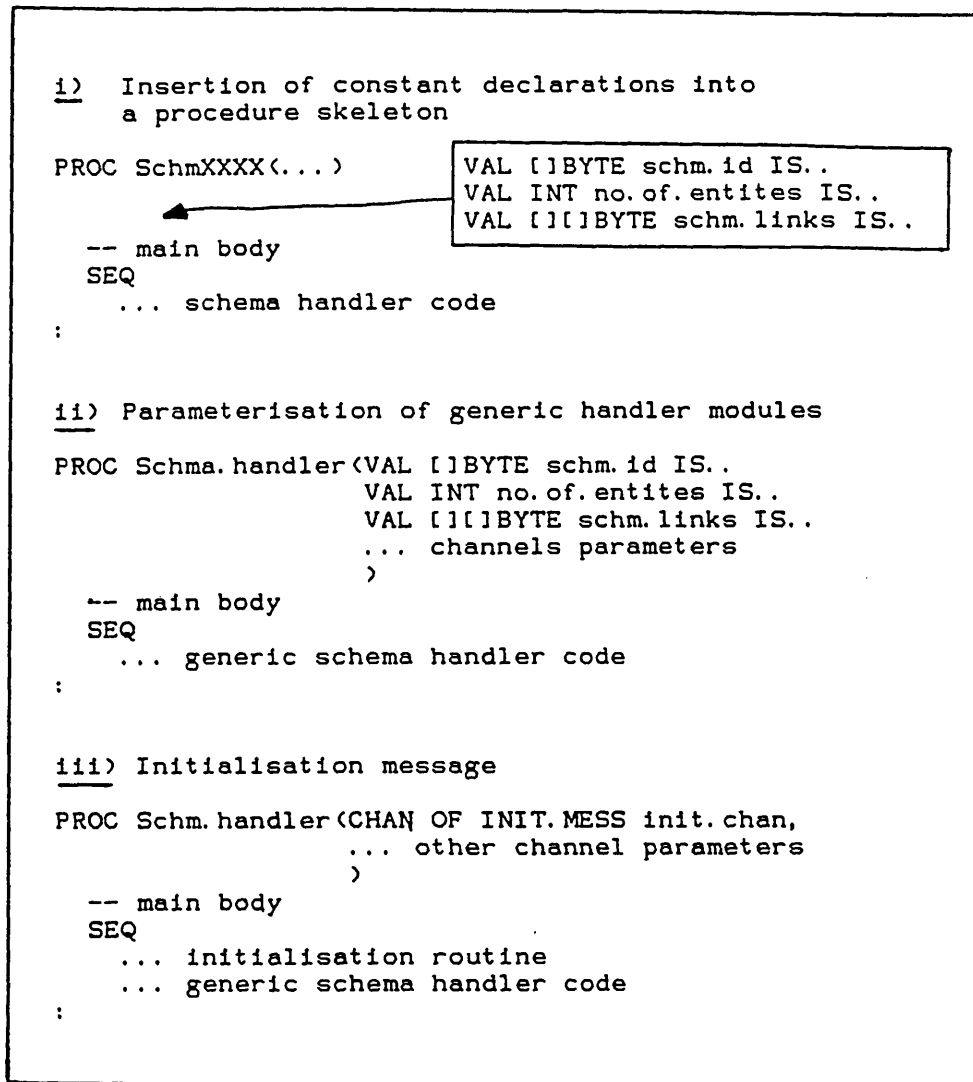 i) Insertion of constant declarations into
a procedure skeleton
PROC SchmXXXX(...)
VAL []BYTE schm.id IS..
VAL INT no.of.entites IS..
VAL [][]BYTE schm.links IS..
-- main body
SEQ
... schema handler code
:
ii) Parameterisation of generic handler modules
PROC Schma.handler(VAL []BYTE schm.id IS..
VAL INT no.of.entites IS..
VAL [][]BYTE schm.links IS..
... channels parameters
)
-- main body
SEQ
... generic schema handler code
:
iii) Initialisation message
PROC Schm.handler(CHAN OF INIT.MESS init.chan,
... other channel parameters
)
-- main body
SEQ
... initialisation routine
... generic schema handler code
: